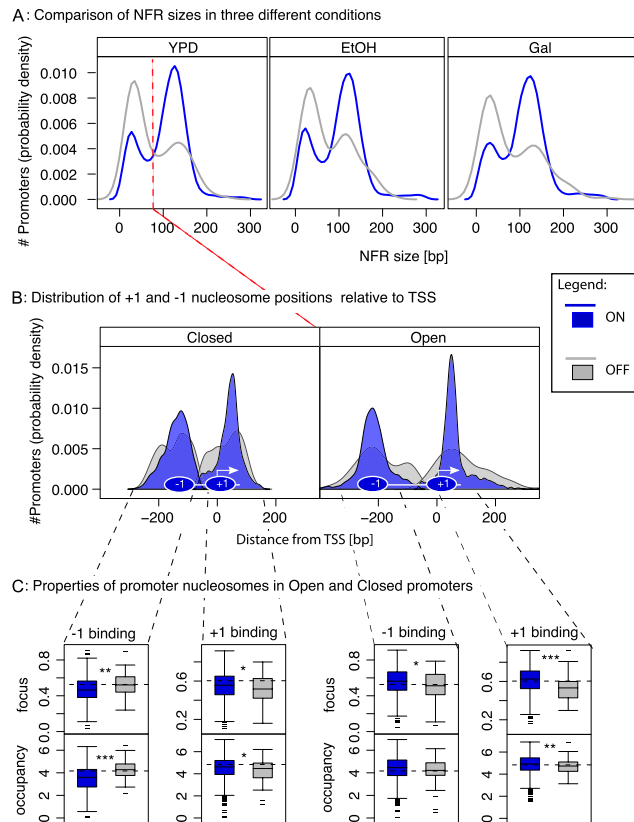 A: Comparison of NFR sizes in three different conditions
YPD EtOH Gal
# Promoters (probability density)
0.010
0.008
0.006
0.004
0.002
0.000
0 100 200 300 0 100 200 300 0 100 200 300
NFR size [bp]
Legend:
ON
OFF
B: Distribution of +1 and -1 nucleosome positions relative to TSS
Closed Open
#Promoters (probability density)
0.015
0.010
0.005
0.000
-1 +1 -1 +1
−200 0 200 −200 0 200
Distance from TSS [bp]
C: Properties of promoter nucleosomes in Open and Closed promoters
-1 binding +1 binding -1 binding +1 binding
focus
0.8
0.4
0.0
**
0.6
0.2
*
focus
0.8
0.4
0.0
*
0.6
0.2
***
occupancy
6
4
2
0
***
6
4
2
0
*
occupancy
6
4
2
0
6
4
2
0
**